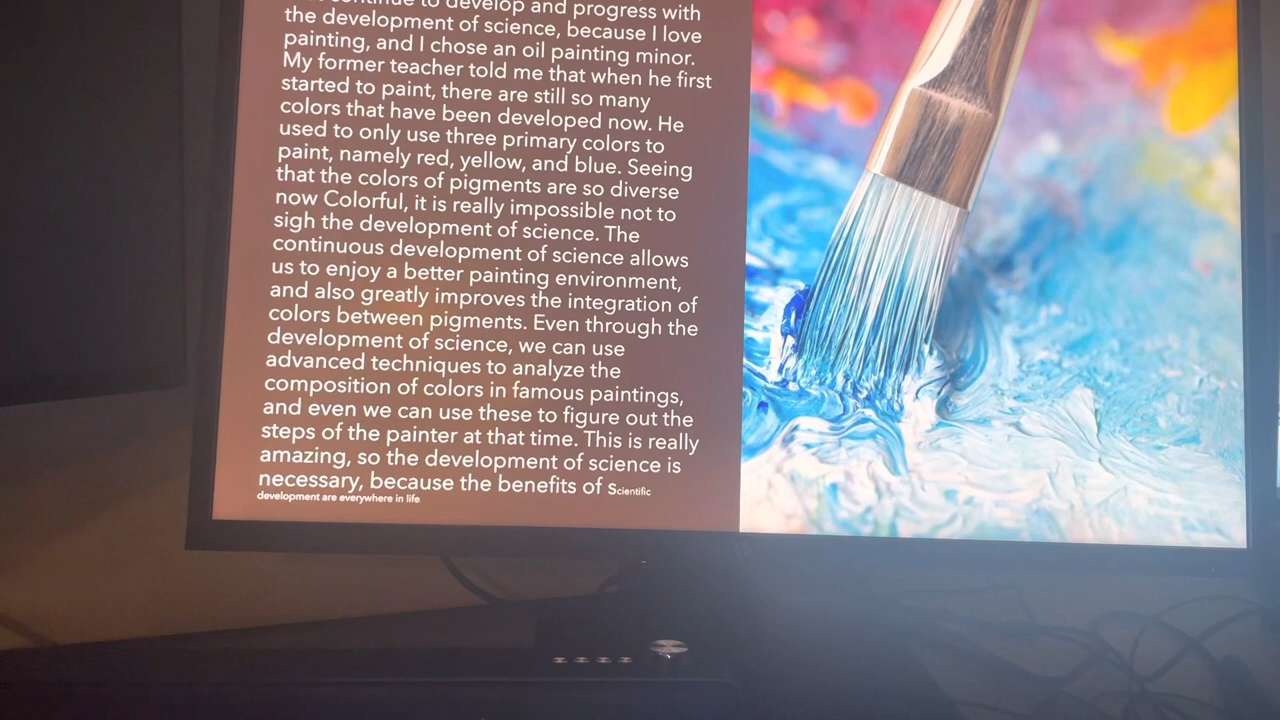 continue to develop and progress with
the development of science, because I love
painting, and I chose an oil painting minor.
My former teacher told me that when he first
started to paint, there are still so many
colors that have been developed now. He
used to only use three primary colors to
paint, namely red, yellow, and blue. Seeing
that the colors of pigments are so diverse
now Colorful, it is really impossible not to
sigh the development of science. The
continuous development of science allows
us to enjoy a better painting environment,
and also greatly improves the integration of
colors between pigments. Even through the
development of science, we can use
advanced techniques to analyze the
composition of colors in famous paintings,
and even we can use these to figure out the
steps of the painter at that time. This is really
amazing, so the development of science is
necessary, because the benefits of Scientific
development are everywhere in life.